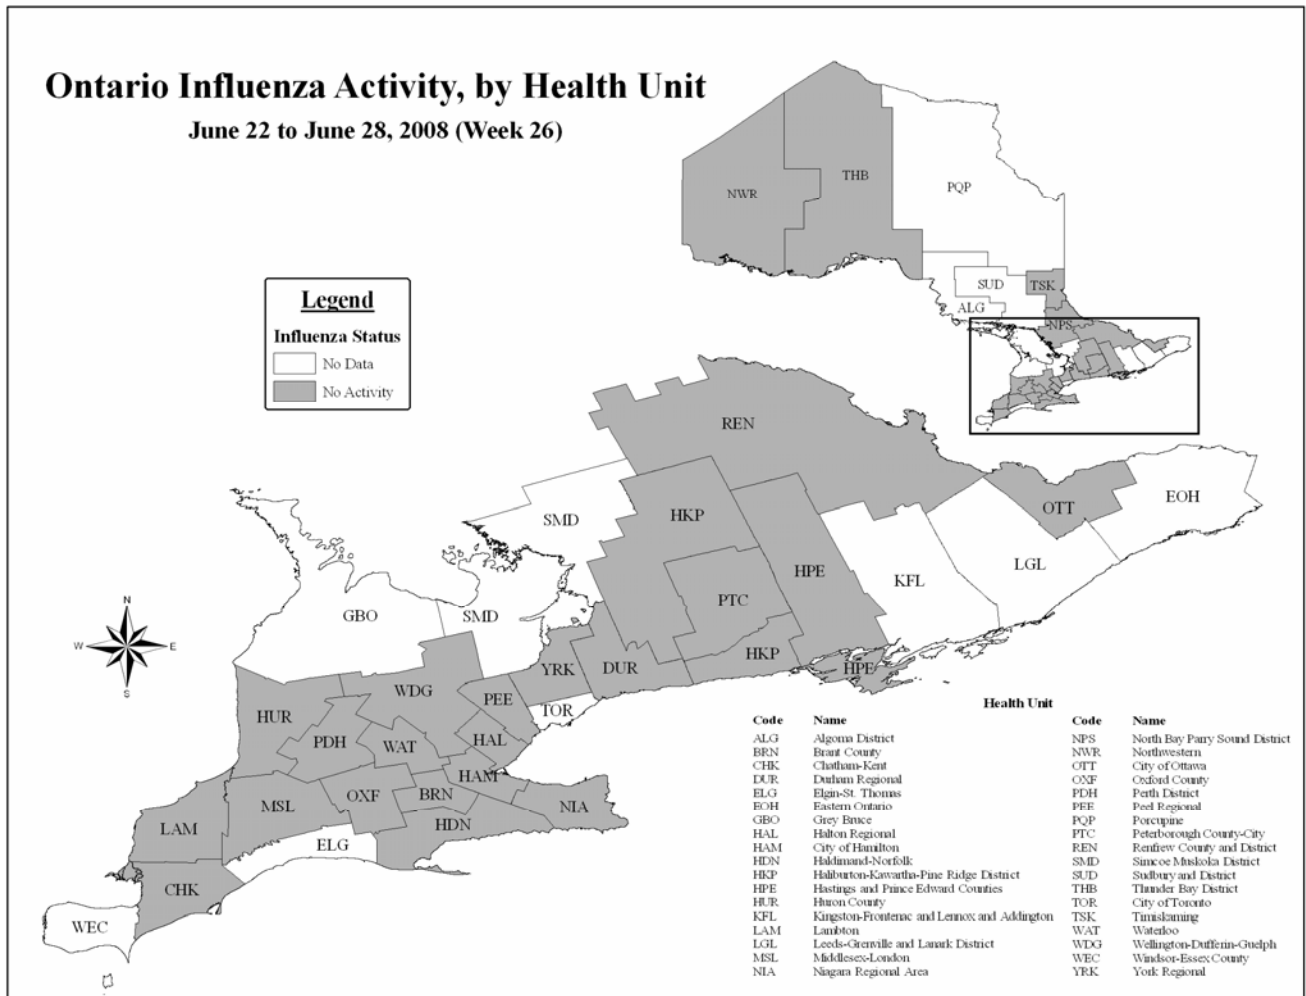 Ontario Influenza Activity, by Health Unit
June 22 to June 28, 2008 (Week 26)
NWR
THB
PQP
SUD
TSK
ALG
NPS
Legend
Influenza Status
No Data
No Activity
REN
HKP
OTT
EOH
SMD
HPE
KFL
LGL
PTC
GBO
SMD
N
W
E
S
YRK
DUR
HKP
HPE
WDG
PEE
TOR
HUR
PDH
WAT
HAL
HAM
MSL
OXF
BRN
NIA
LAM
HDN
ELG
CHK
WEC
Health Unit
Code Name Code Name
ALG Algoma District NPS North Bay Parry Sound District
BRN Brant County NWR Northwestern
CHK Chatham-Kent OTT City of Ottawa
DUR Durham Regional OXF Oxford County
ELG Elgin-St. Thomas PDH Perth District
EOH Eastern Ontario PEE Peel Regional
GBO Grey Bruce PQP Porcupine
HAL Halton Regional PTC Peterborough County-City
HAM City of Hamilton REN Renfrew County and District
HDN Haldimand-Norfolk SMD Simcoe Muskoka District
HKP Haliburton-Kawartha-Pine Ridge District SUD Sudbury and District
HPE Hastings and Prince Edward Counties THB Thunder Bay District
HUR Huron County TOR City of Toronto
KFL Kingston-Frontenac and Lennox and Addington TSK Timiskaming
LAM Lambton WAT Waterloo
LGL Leeds-Grenville and Lanark District WDG Wellington-Dufferin-Guelph
MSL Middlesex-London WEC Windsor-Essex County
NIA Niagara Regional Area YRK York Regional